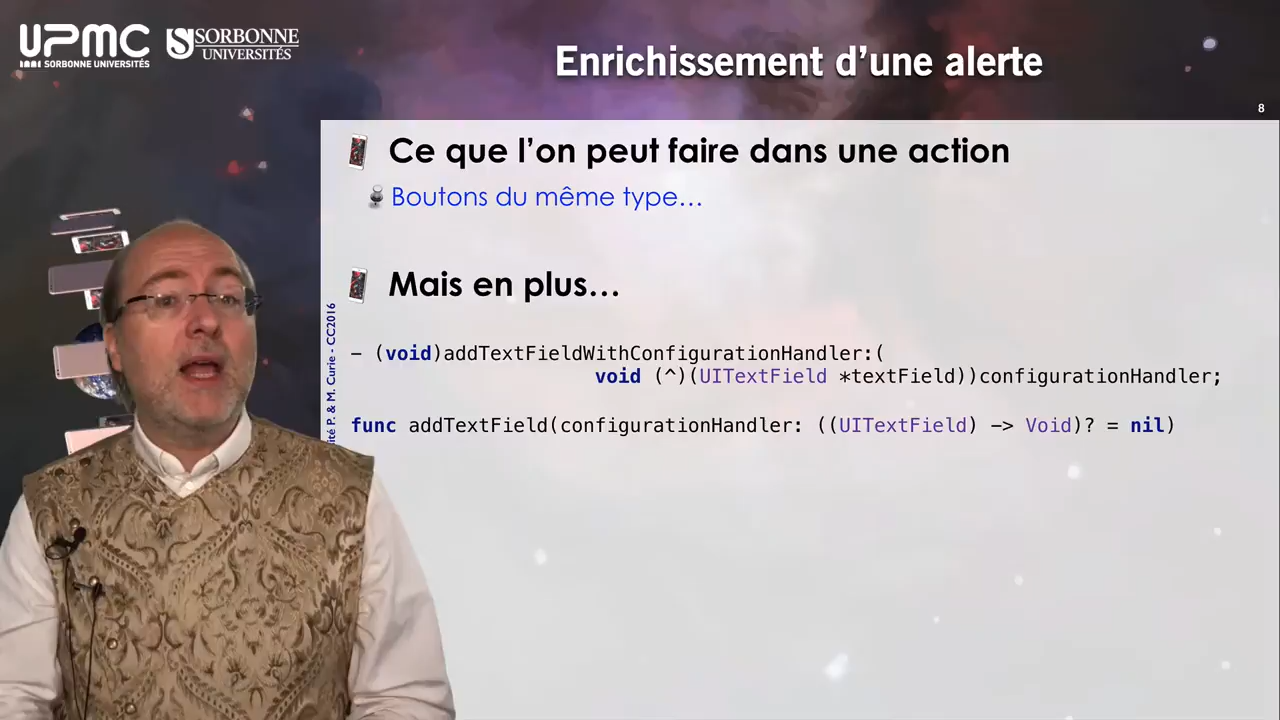 UPMC
SORBONNE UNIVERSITÉS
SORBONNE
UNIVERSITÉS
Enrichissement d’une alerte
8
Ce que l’on peut faire dans une action
Boutons du même type…
Mais en plus…
– (void)addTextFieldWithConfigurationHandler:(
void (^)(UITextField *textField))configurationHandler;
func addTextField(configurationHandler: ((UITextField) –> Void)? = nil)
ité P. & M. Curie - CC2016